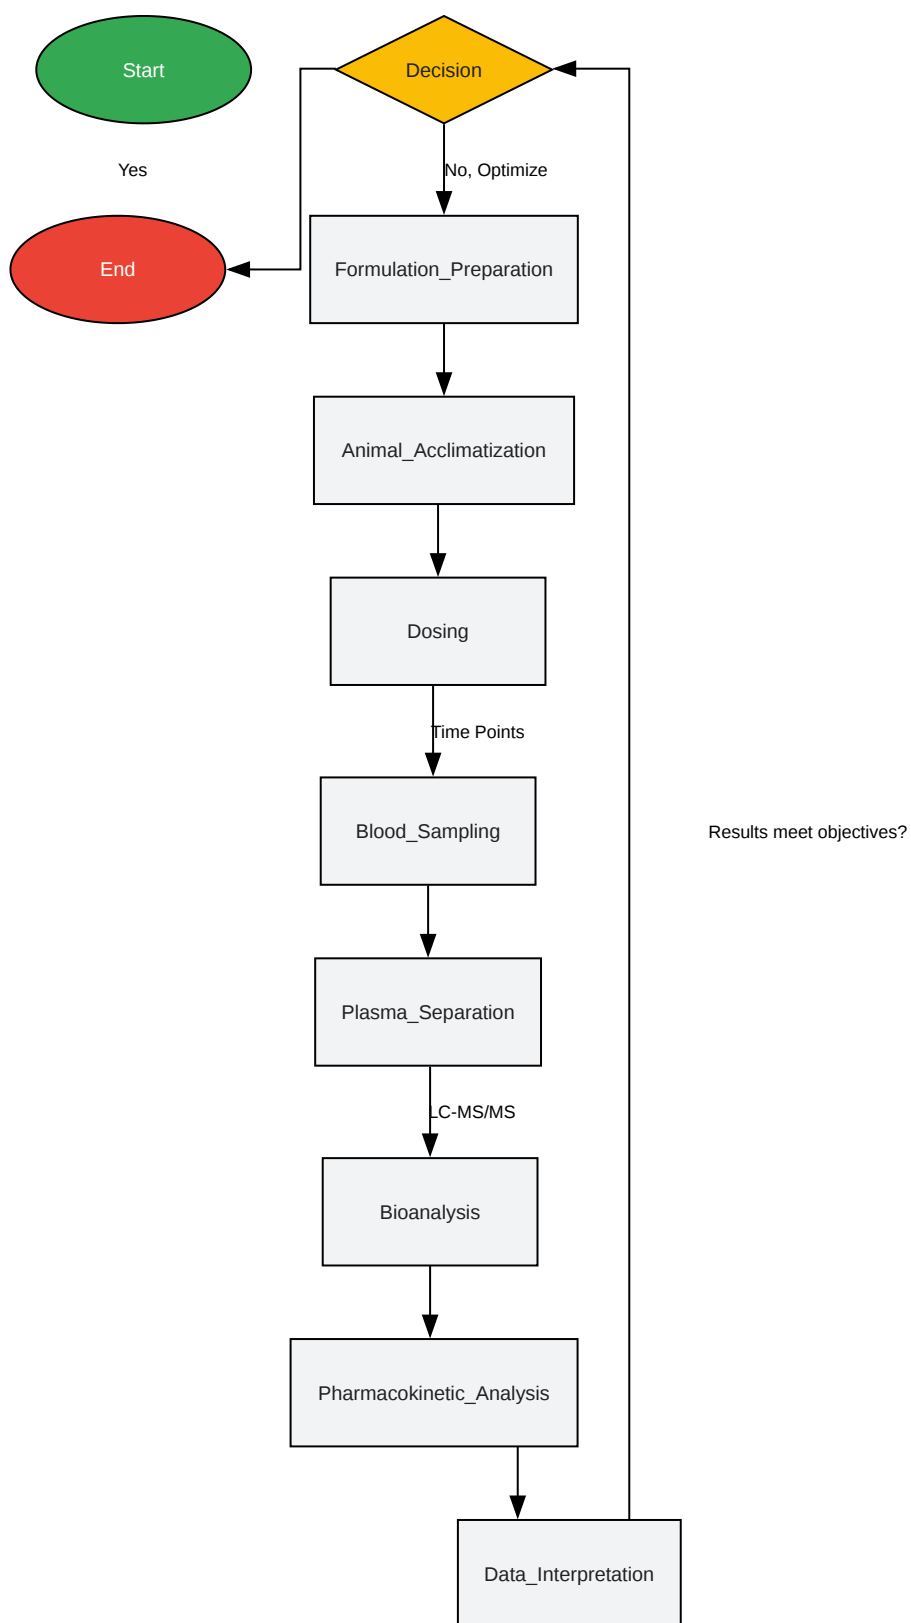 Start
Decision
Yes
No, Optimize
End
Formulation_Preparation
Animal_Acclimatization
Dosing
Time Points
Blood_Sampling
Results meet objectives?
Plasma_Separation
LC-MS/MS
Bioanalysis
Pharmacokinetic_Analysis
Data_Interpretation